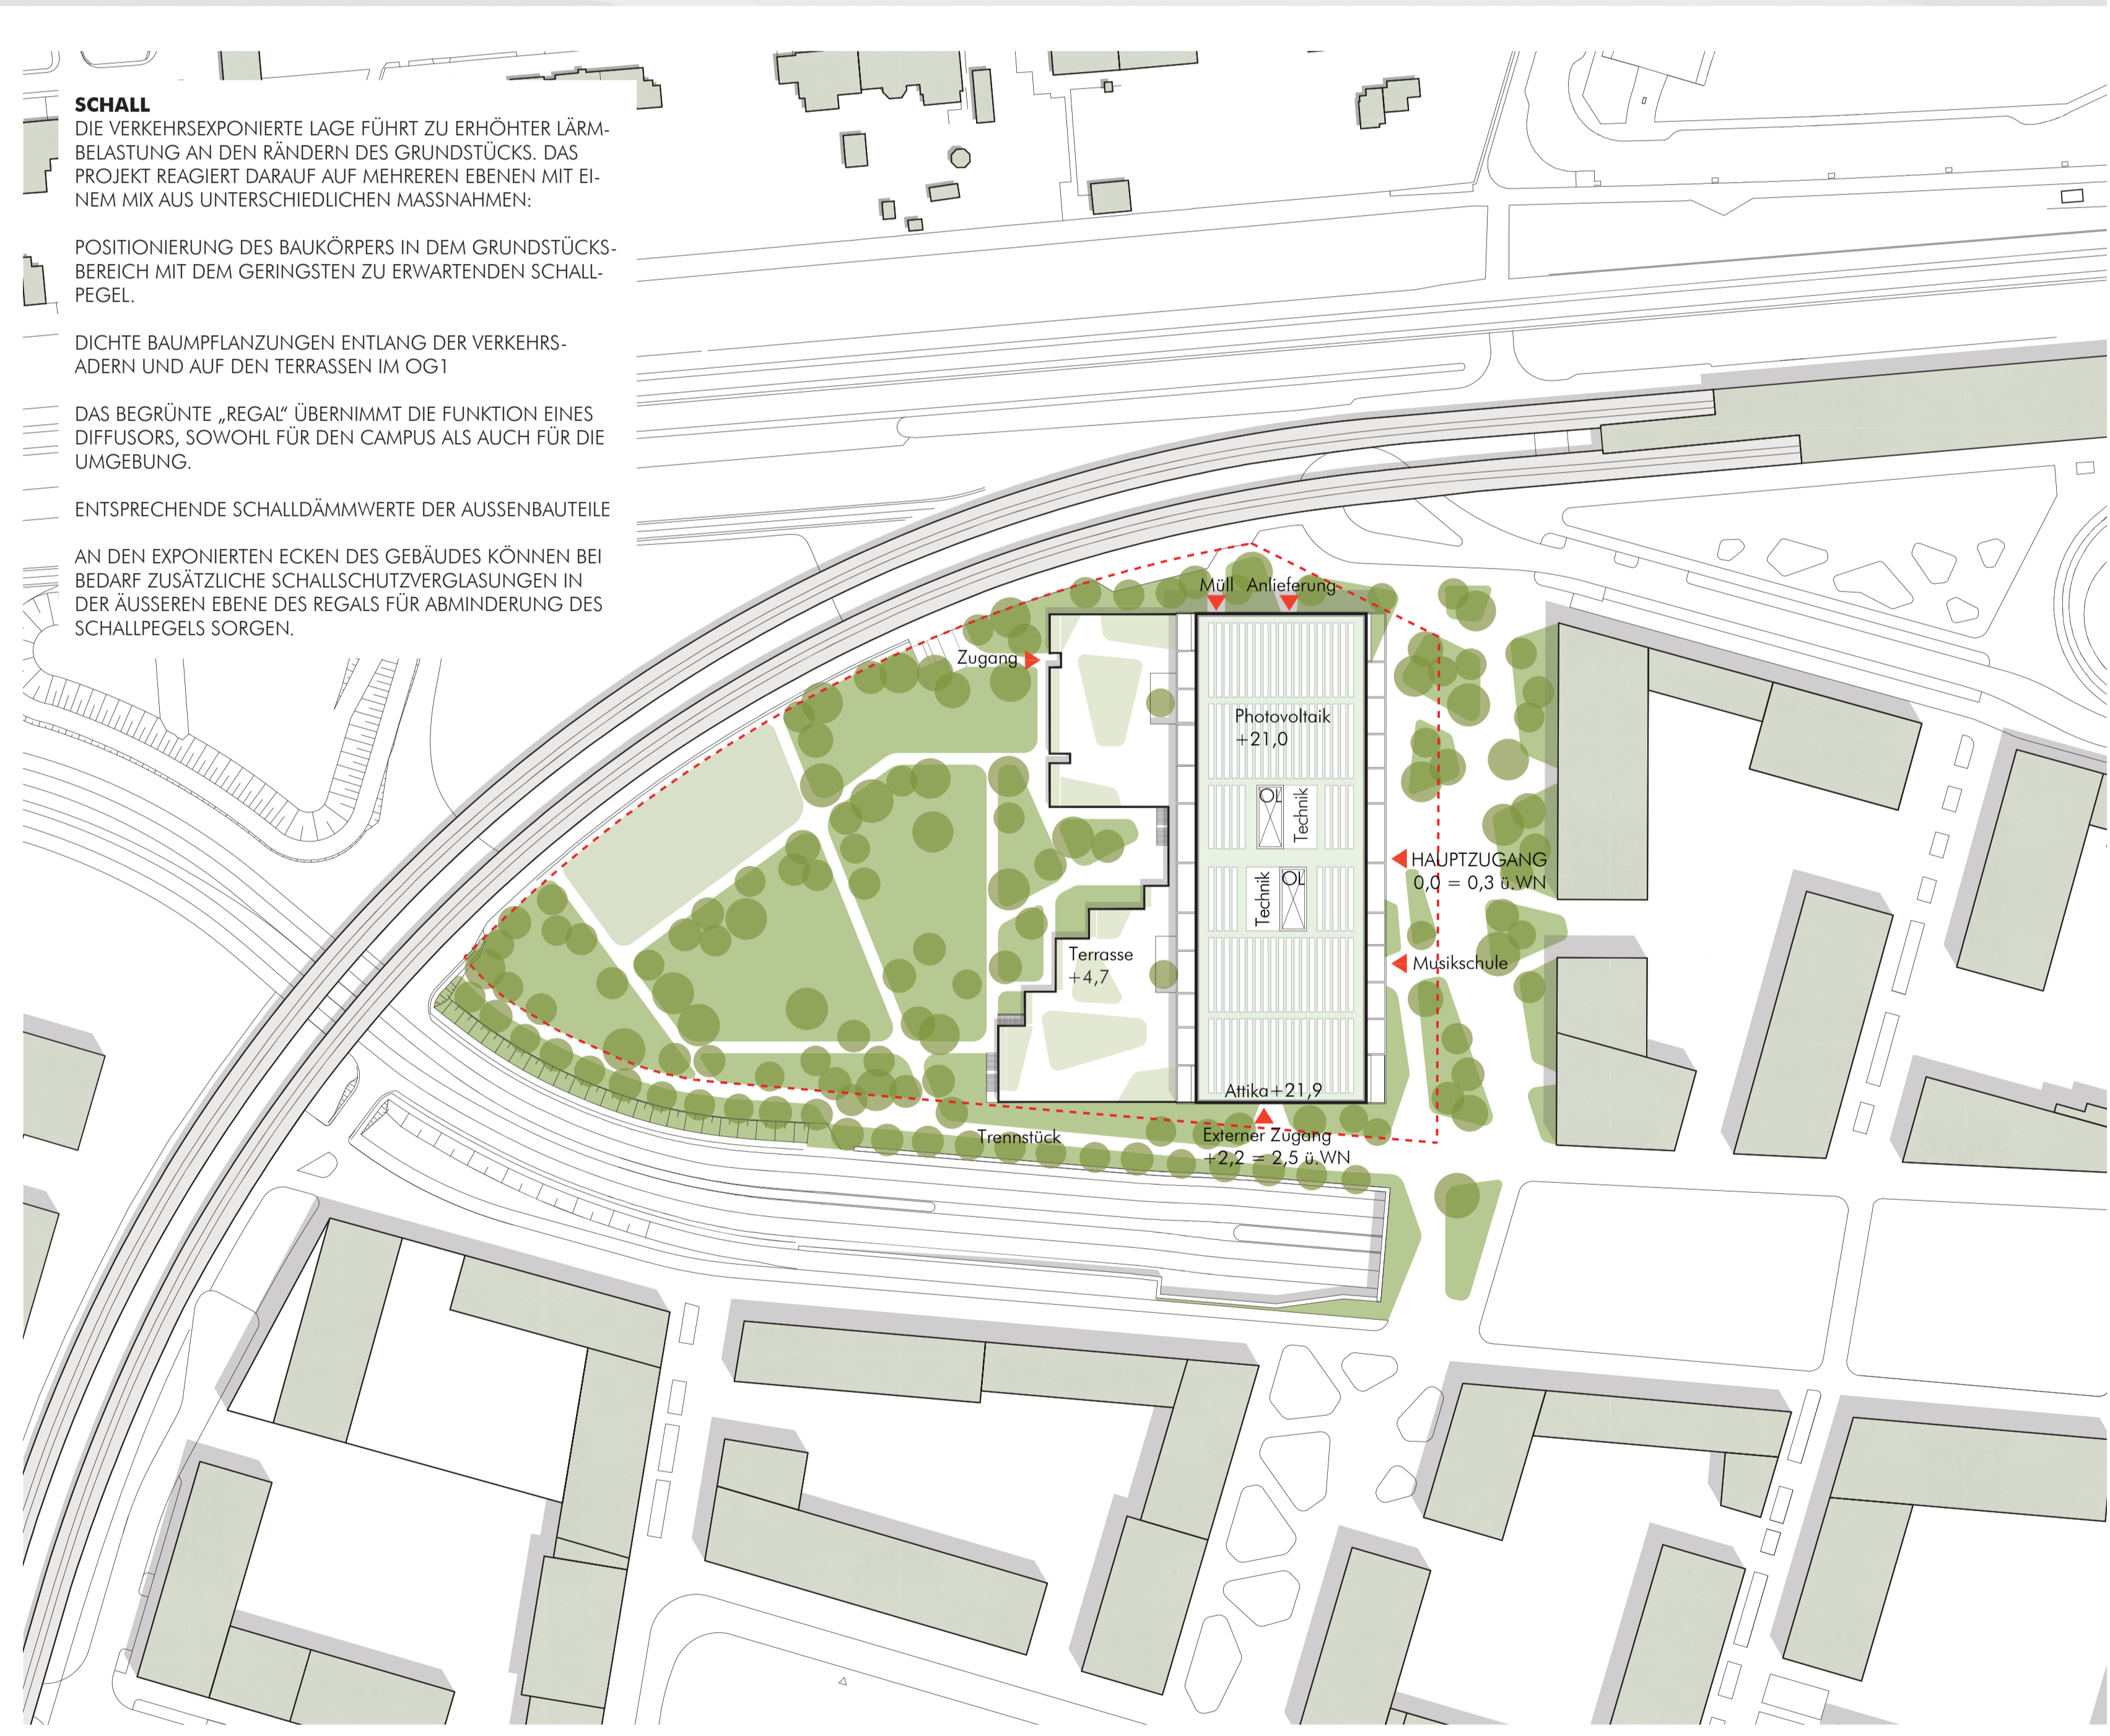 SCHALL
DIE VERKEHRSEXPONIERTE LAGE FÜHRT ZU ERHÖHTER LÄRM-
BELASTUNG AN DEN RÄNDERN DES GRUNDSTÜCKS. DAS
PROJEKT REAGIERT DARAUF AUF MEHREREN EBENEN MIT EI-
NEM MIX AUS UNTERSCHIEDLICHEN MASSNAHMEN:
POSITIONIERUNG DES BAUKÖRPERS IN DEM GRUNDSTÜCKS-
BEREICH MIT DEM GERINGSTEN ZU ERWARTENDEN SCHALL-
PEGEL.
DICHTE BAUMPFLANZUNGEN ENTLANG DER VERKEHRS-
ADERN UND AUF DEN TERRASSEN IM OG1
DAS BEGRÜNTE „REGAL“ ÜBERNIMMT DIE FUNKTION EINES
DIFFUSORS, SOWOHL FÜR DEN CAMPUS ALS AUCH FÜR DIE
UMGEBUNG.
ENTSPRECHENDE SCHALLDÄMMWERTE DER AUSSENBAUTEILE
AN DEN EXPONIERTEN ECKEN DES GEBÄUDES KÖNNEN BEI
BEDARF ZUSÄTZLICHE SCHALLSCHUTZVERGLASUNGEN IN
DER ÄUSSEREN EBENE DES REGALS FÜR ABMINDERUNG DES
SCHALLPEGELS SORGEN.
Müll Anlieferung
Zugang
Photovoltaik
+21,0
OL
Technik
HAUPTZUGANG
0,0 = 0,3 ü.WN
Technik
OL
Terrasse
+4,7
Musikschule
Attika+21,9
Trennstück
Externer Zugang
+2,2 = 2,5 ü.WN